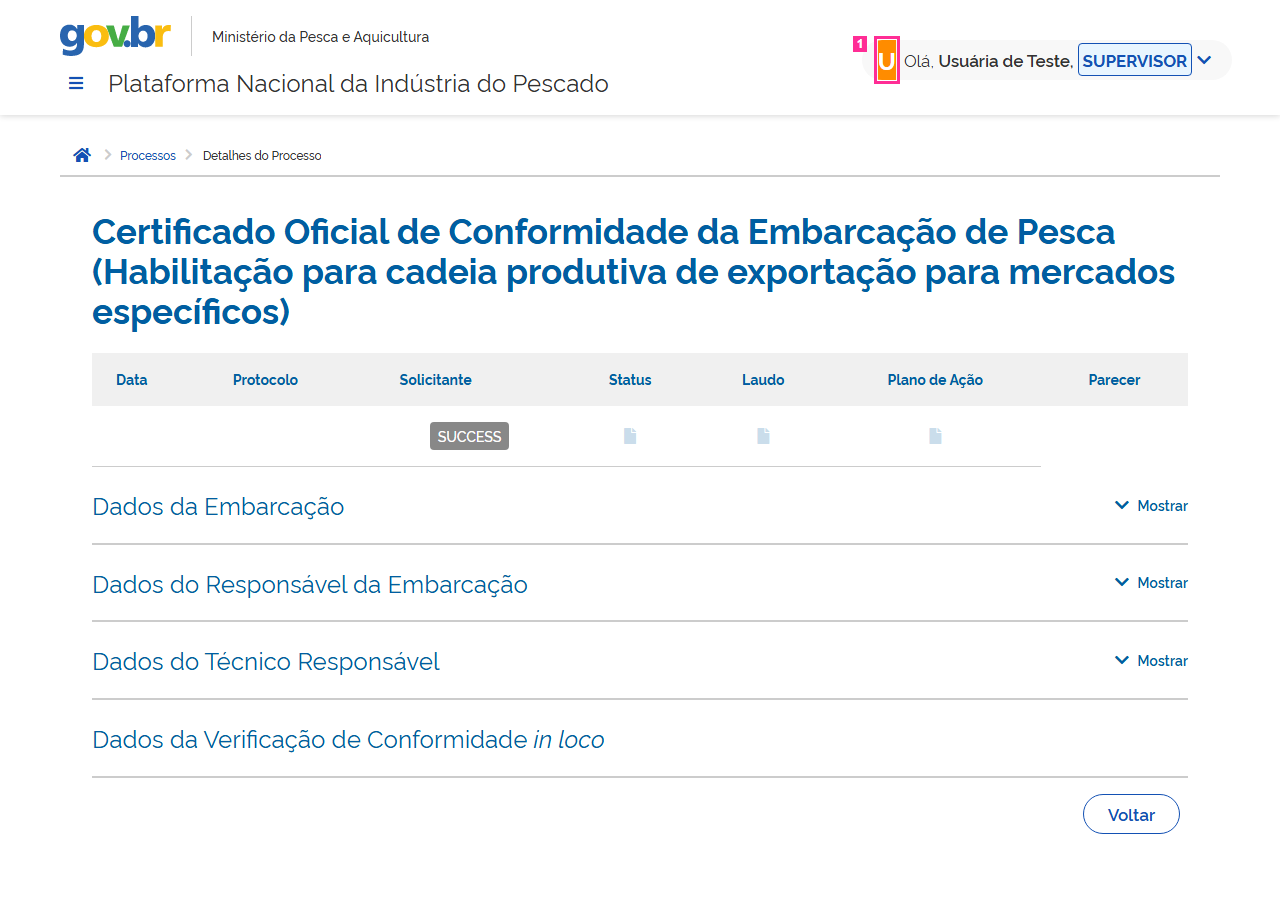 gov.br
Ministério da Pesca e Aquicultura
Plataforma Nacional da Indústria do Pescado
1
U
Olá, Usuária de Teste, SUPERVISOR
Processos
Detalhes do Processo
Certificado Oficial de Conformidade da Embarcação de Pesca
(Habilitação para cadeia produtiva de exportação para mercados
específicos)
Data Protocolo Solicitante Status Laudo Plano de Ação Parecer
SUCCESS
Dados da Embarcação
Mostrar
Dados do Responsável da Embarcação
Mostrar
Dados do Técnico Responsável
Mostrar
Dados da Verificação de Conformidade in loco
Voltar